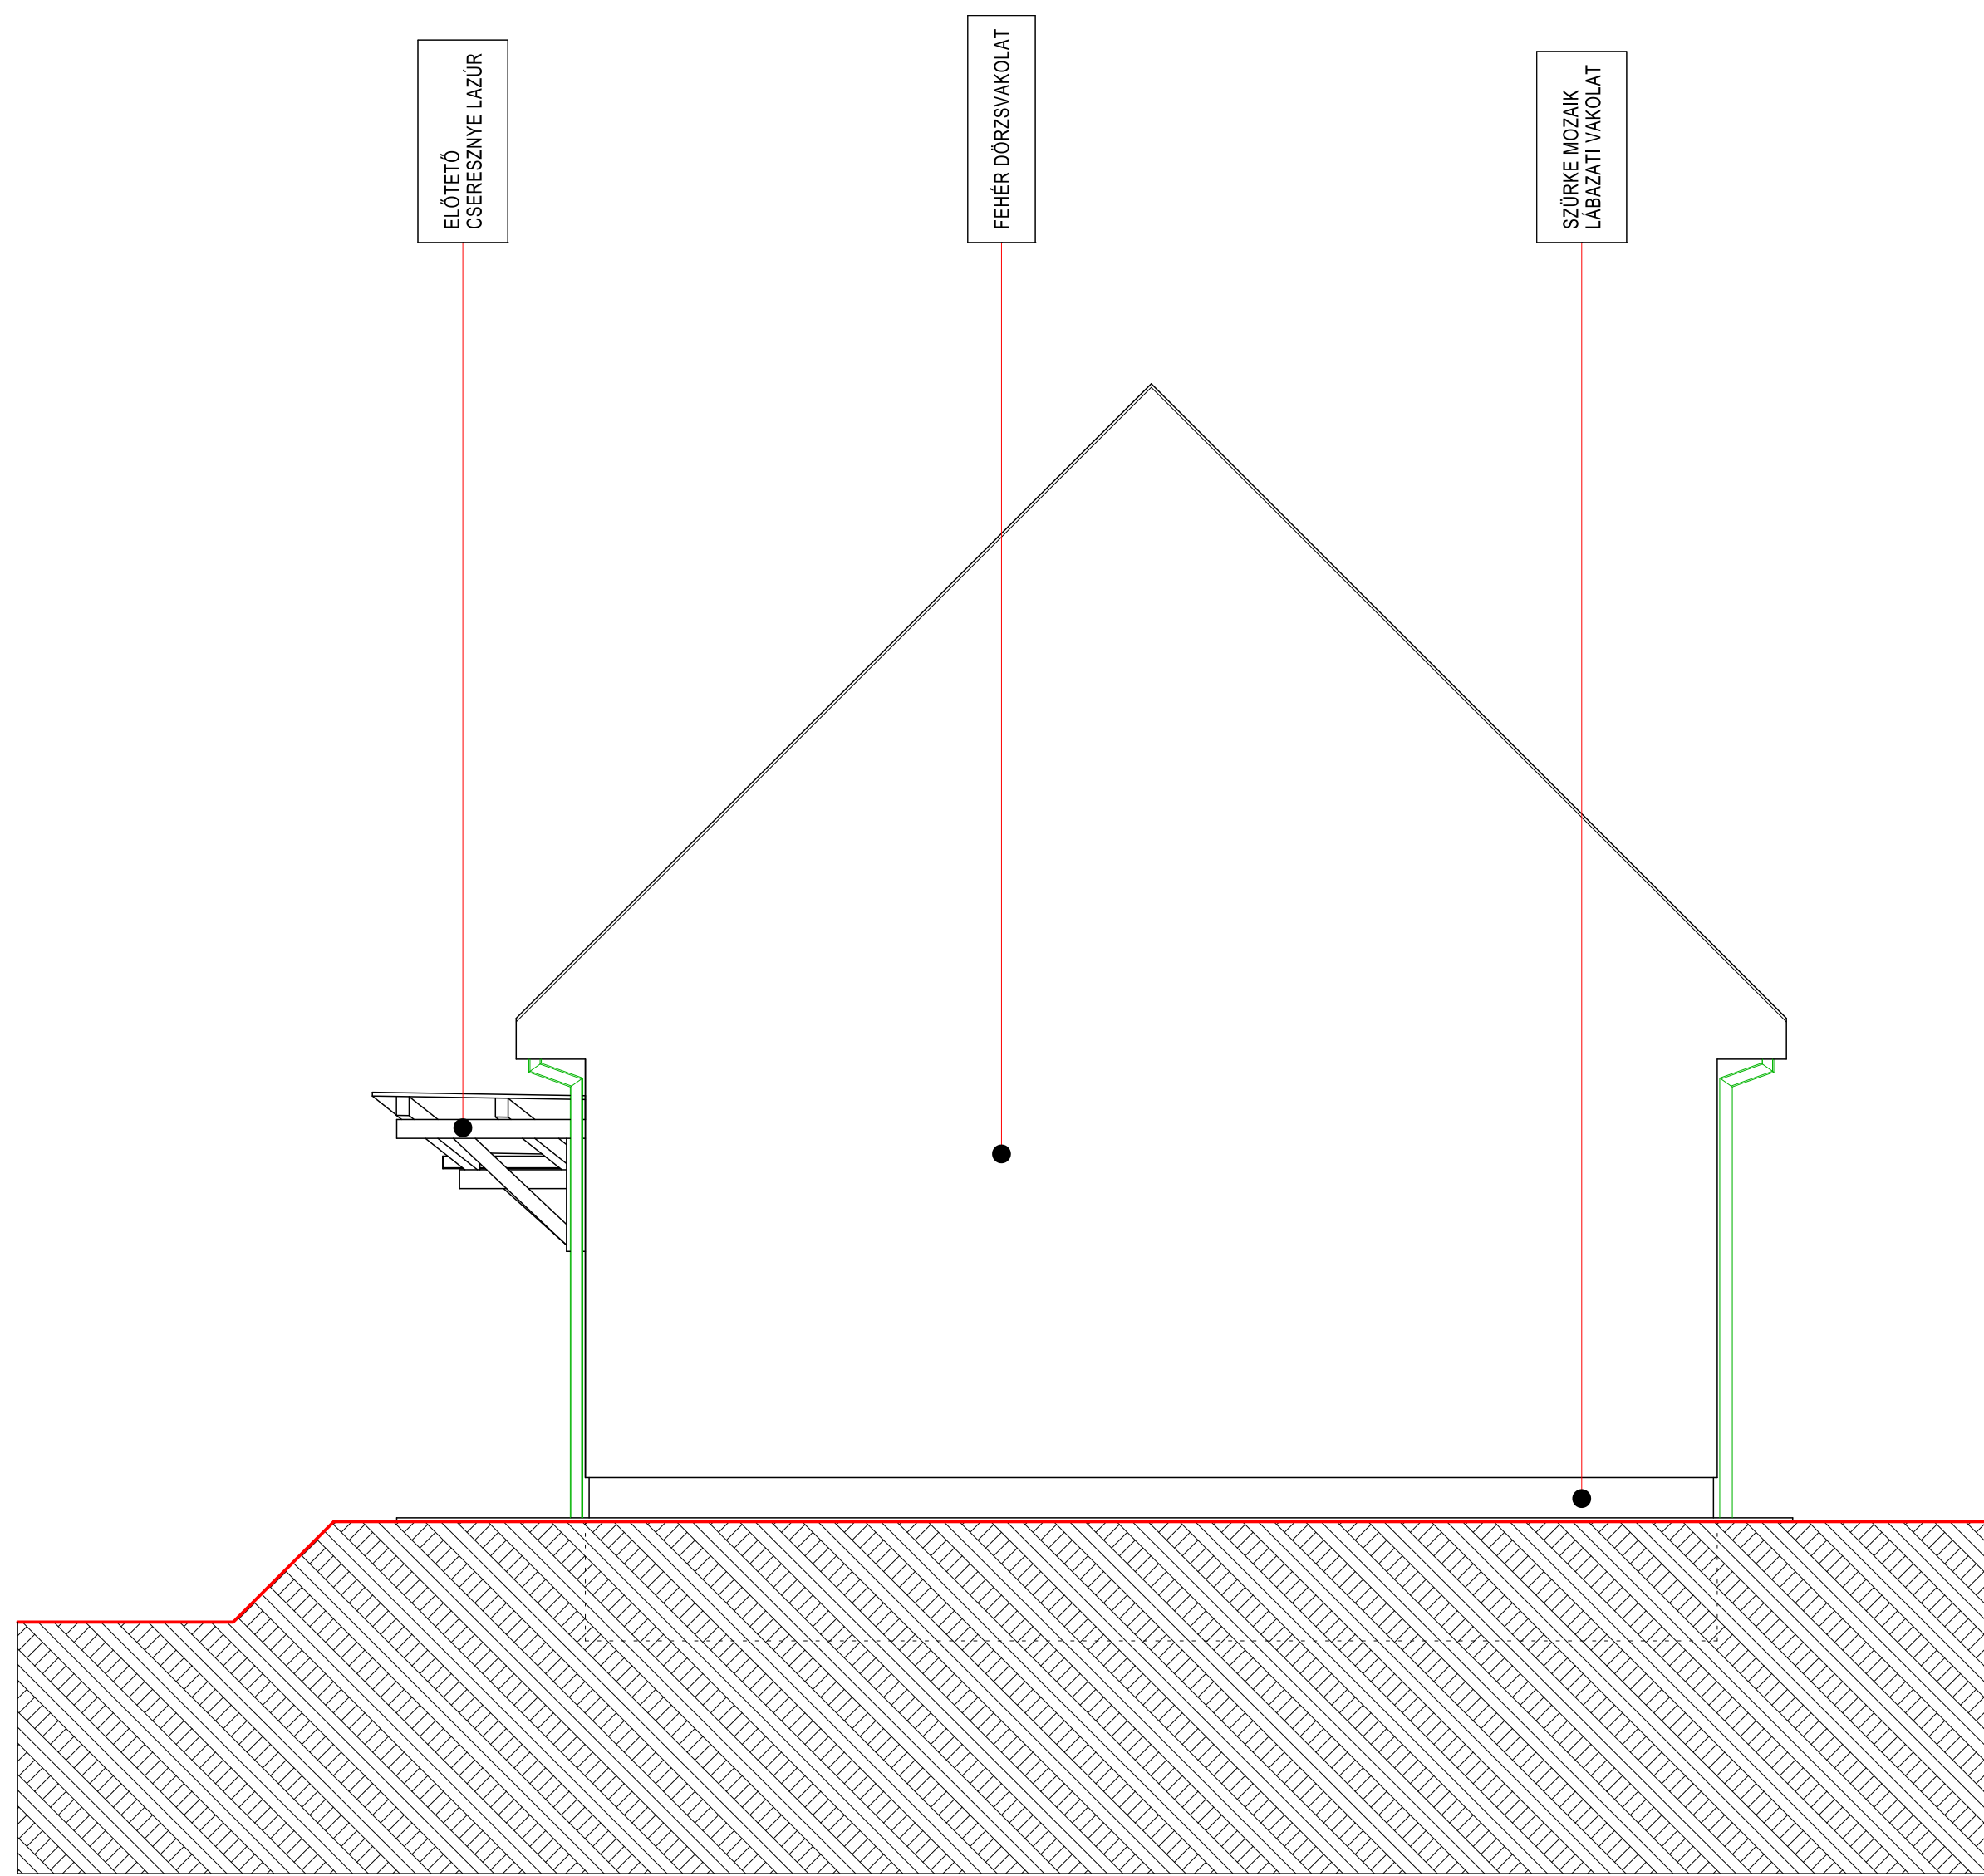 ELŐTETŐ
CSERESZNYE LAZÚR
FEHÉR DÖRZSVAKOLAT
SZÜRKE MOZAIK
LÁBAZATI VAKOLAT